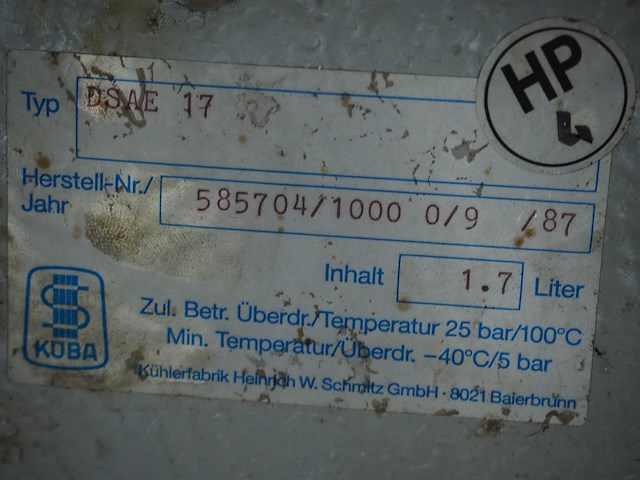 HP
4
Typ DSAE 17
Herstell-Nr./
Jahr 585704/1000 0/9 /87
Inhalt 1.7 Liter
Zul. Betr. Überdr./Temperatur 25 bar/100°C
Min. Temperatur/Überdr. –40°C/5 bar
KÜBA
Kühlerfabrik Heinrich W. Schmitz GmbH · 8021 Baierbrunn